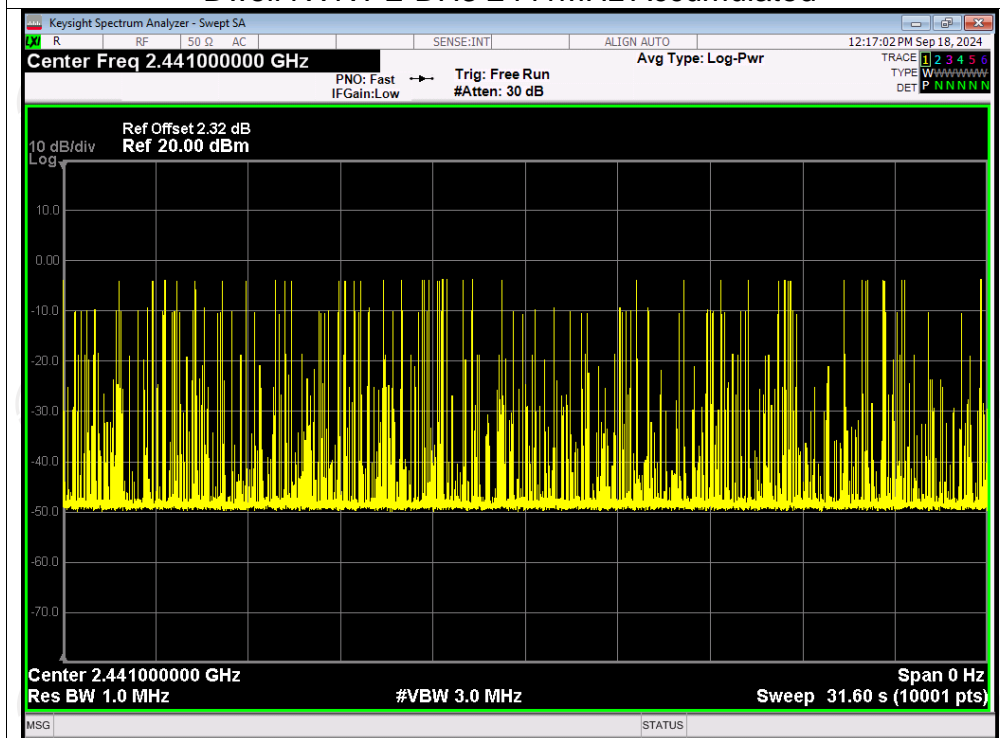 Keysight Spectrum Analyzer - Swept SA
LXI R RF 50 Ω AC SENSE:INT ALIGN AUTO 12:17:02 PM Sep 18, 2024
Center Freq 2.441000000 GHz Avg Type: Log-Pwr TRACE 1 2 3 4 5 6
PNO: Fast Trig: Free Run TYPE W
IFGain:Low #Atten: 30 dB DET P N N N N N
Ref Offset 2.32 dB
10 dB/div Ref 20.00 dBm
Log
10.0
0.00
-10.0
-20.0
-30.0
-40.0
-50.0
-60.0
-70.0
Center 2.441000000 GHz Span 0 Hz
Res BW 1.0 MHz #VBW 3.0 MHz Sweep 31.60 s (10001 pts)
MSG STATUS